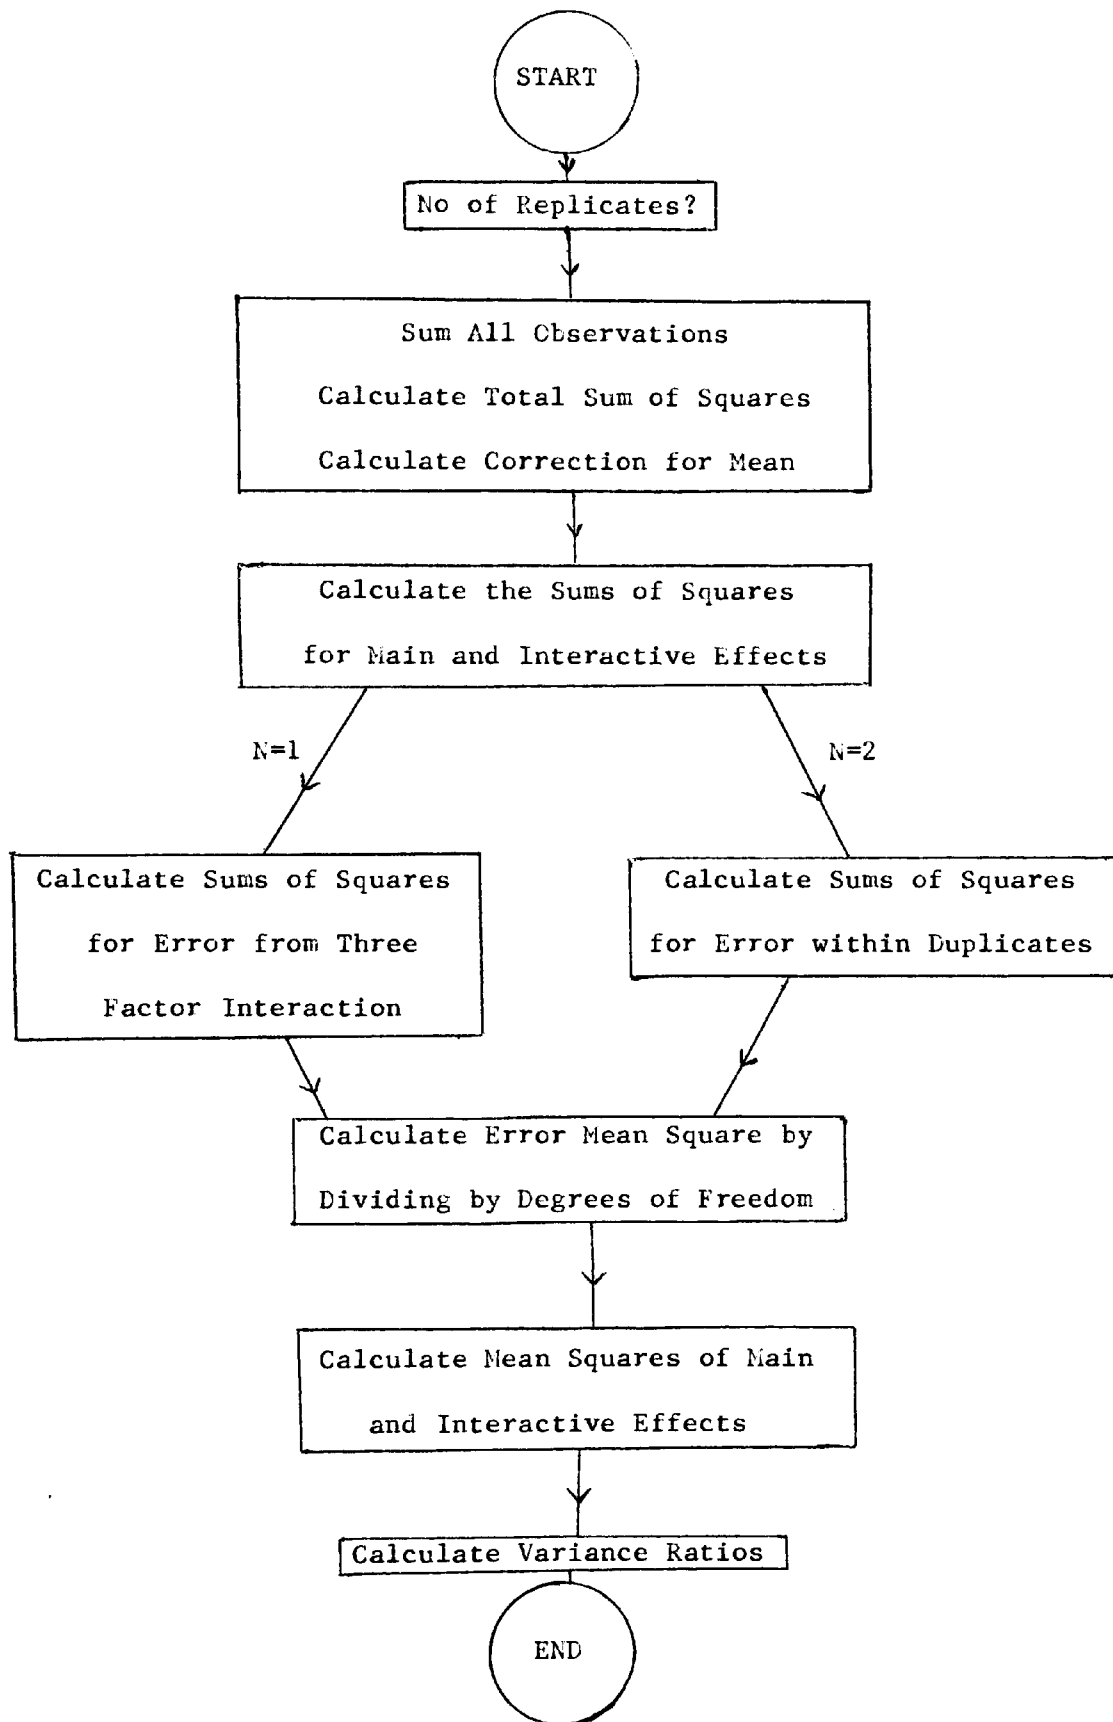 START
No of Replicates?
Sum All Observations
Calculate Total Sum of Squares
Calculate Correction for Mean
Calculate the Sums of Squares
for Main and Interactive Effects
N=1
N=2
Calculate Sums of Squares
for Error from Three
Factor Interaction
Calculate Sums of Squares
for Error within Duplicates
Calculate Error Mean Square by
Dividing by Degrees of Freedom
Calculate Mean Squares of Main
and Interactive Effects
Calculate Variance Ratios
END